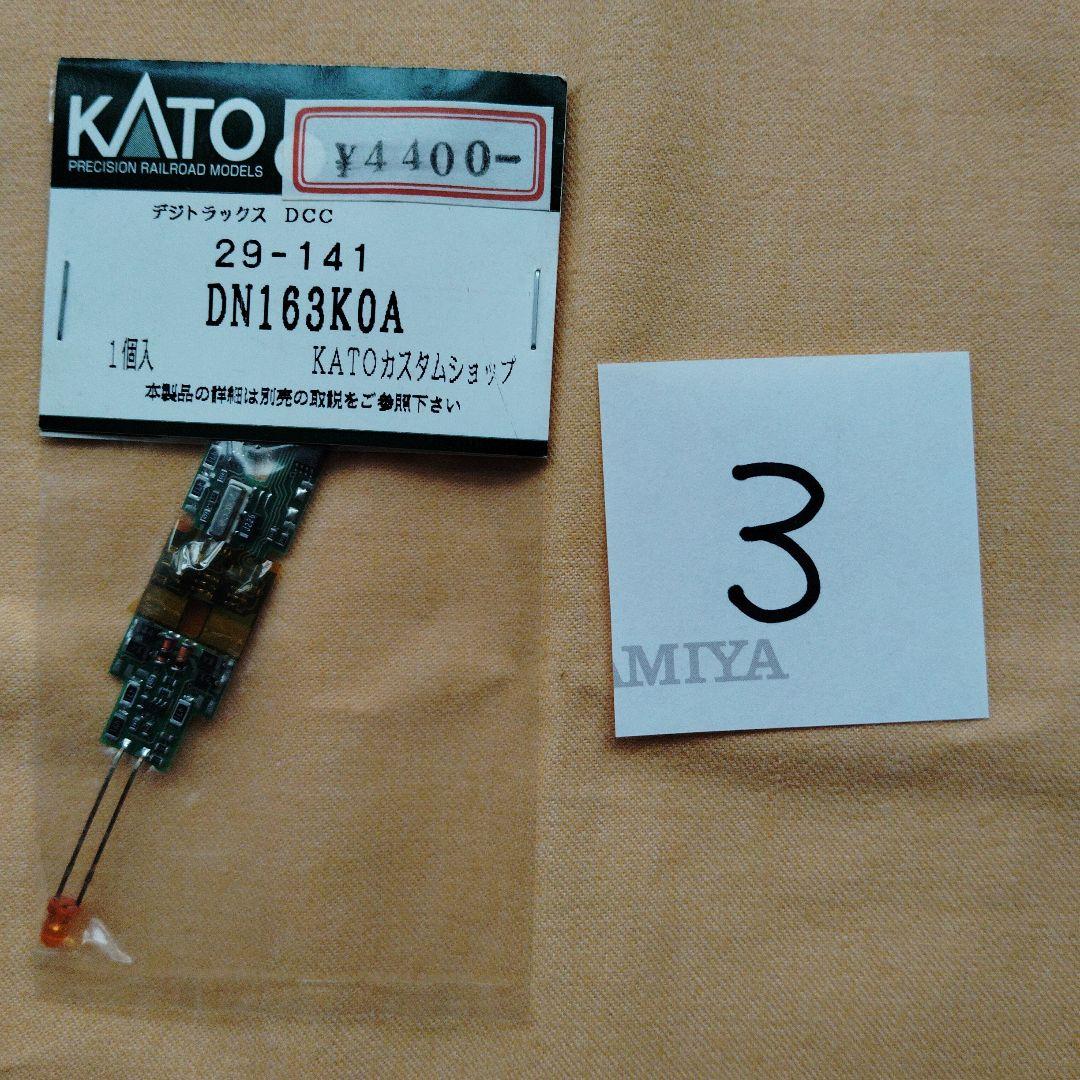 KATO
PRECISION RAILROAD MODELS
¥4400-
デジトラックス DCC
29-141
DN163K0A
1個入 KATOカスタムショップ
本製品の詳細は別売の取説をご参照下さい
3
AMIYA